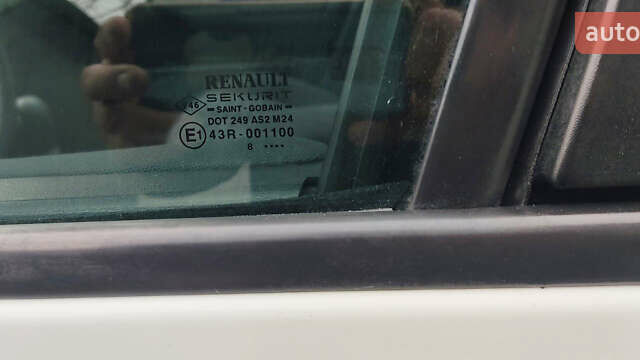 auto
RENAULT
SEKURIT
SAINT-GOBAIN
DOT 249 AS2 M24
E1 43R-001100
8 ••••